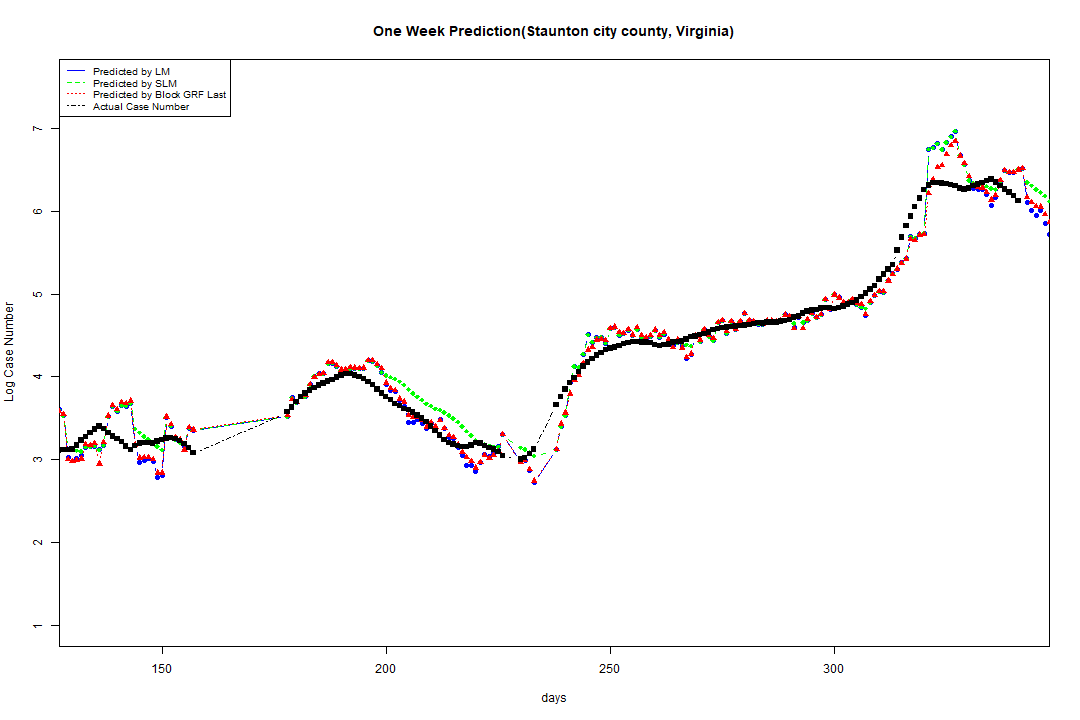 One Week Prediction(Staunton city county, Virginia)
Predicted by LM
Predicted by SLM
Predicted by Block GRF Last
Actual Case Number
7
6
5
4
3
2
1
Log Case Number
150 200 250 300
days